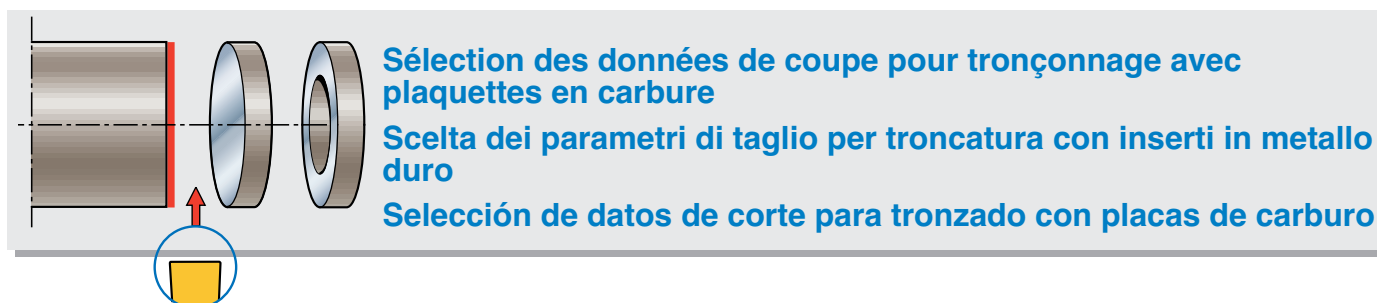 Sélection des données de coupe pour tronçonnage avec
plaquettes en carbure
Scelta dei parametri di taglio per troncatura con inserti in metallo
duro
Selección de datos de corte para tronzado con placas de carburo